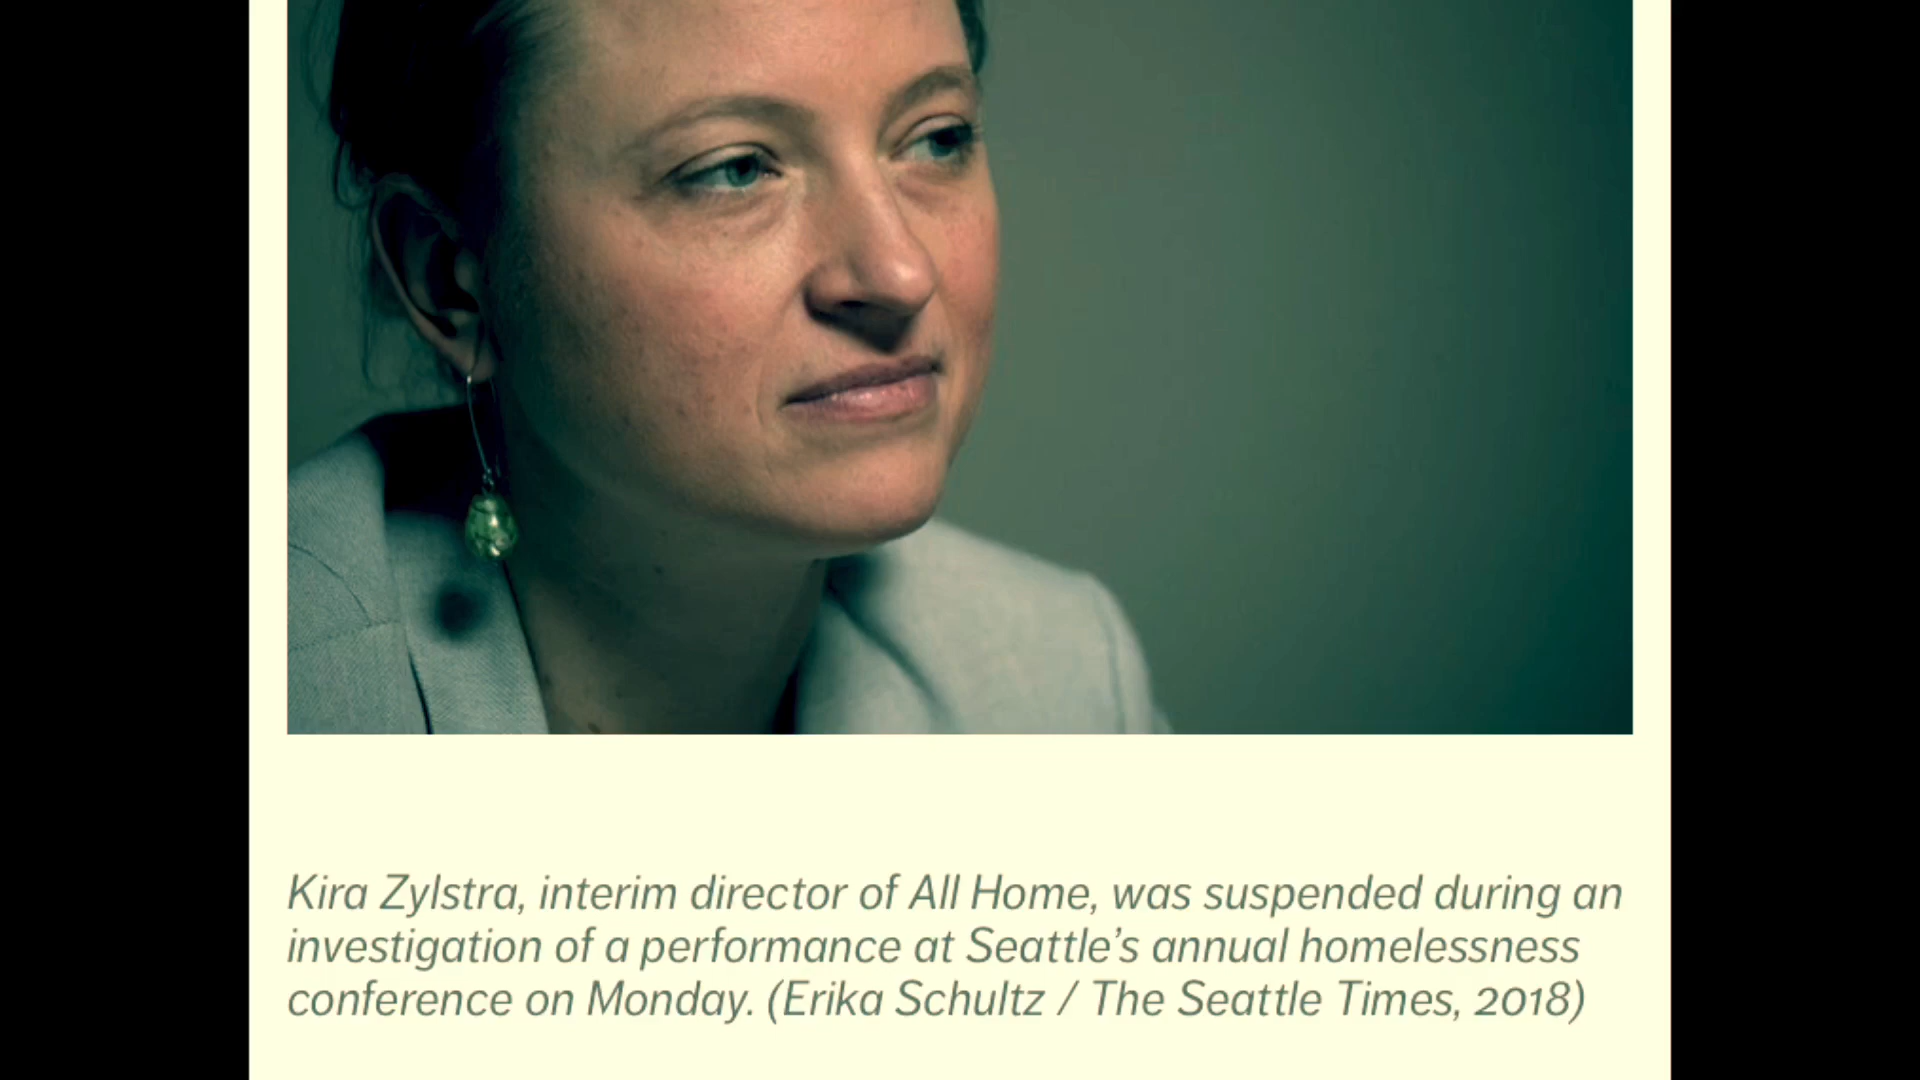 Kira Zylstra, interim director of All Home, was suspended during an
investigation of a performance at Seattle’s annual homelessness
conference on Monday. (Erika Schultz / The Seattle Times, 2018)